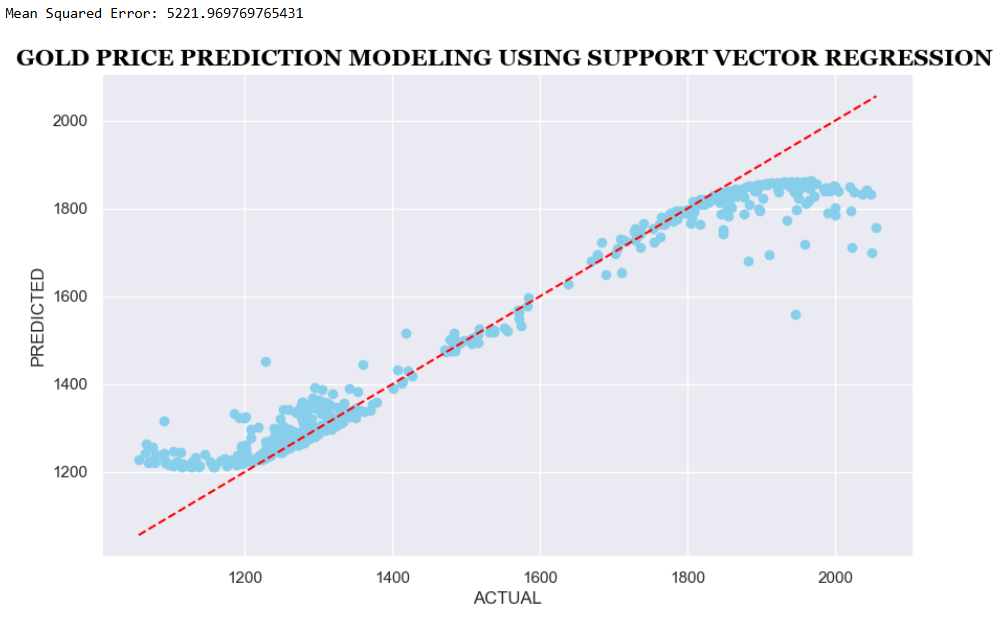 Mean Squared Error: 5221.969769765431
GOLD PRICE PREDICTION MODELING USING SUPPORT VECTOR REGRESSION
2000
1800
1600
1400
1200
PREDICTED
1200 1400 1600 1800 2000
ACTUAL